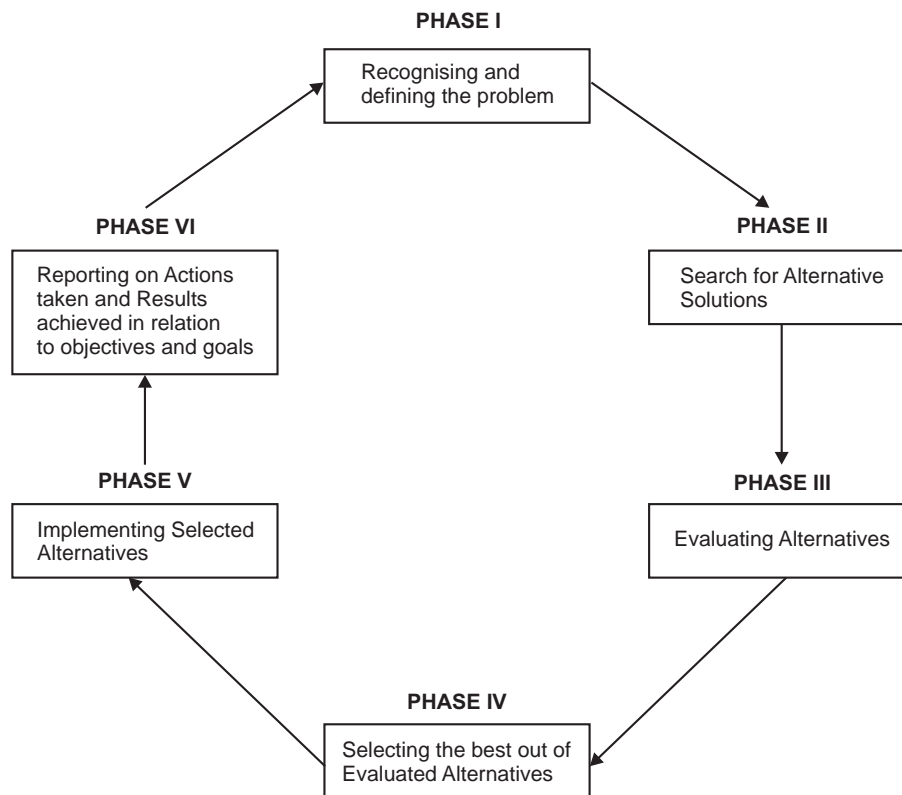 PHASE I
Recognising and
defining the problem
PHASE II
Search for Alternative
Solutions
PHASE III
Evaluating Alternatives
PHASE IV
Selecting the best out of
Evaluated Alternatives
PHASE V
Implementing Selected
Alternatives
PHASE VI
Reporting on Actions
taken and Results
achieved in relation
to objectives and goals